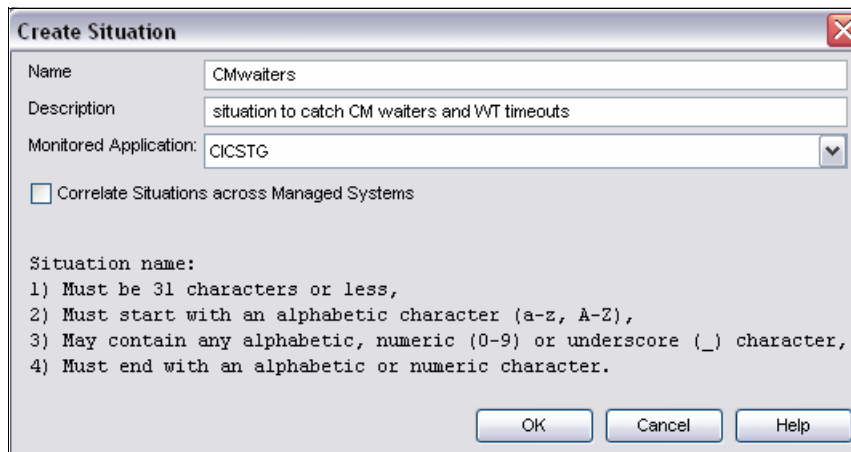 Create Situation
Name CMwaiters
Description situation to catch CM waiters and WT timeouts
Monitored Application: CICSTG
Correlate Situations across Managed Systems
Situation name:
1) Must be 31 characters or less,
2) Must start with an alphabetic character (a-z, A-Z),
3) May contain any alphabetic, numeric (0-9) or underscore (_) character,
4) Must end with an alphabetic or numeric character.
OK Cancel Help